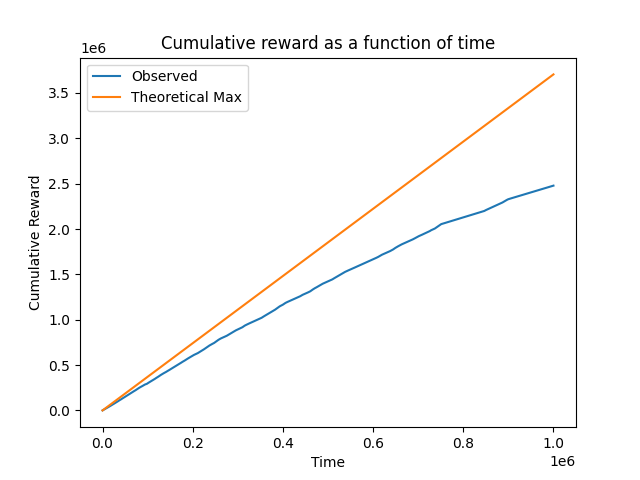 Cumulative reward as a function of time
1e6
Observed
Theoretical Max
3.5
3.0
2.5
2.0
1.5
1.0
0.5
0.0
Cumulative Reward
0.0 0.2 0.4 0.6 0.8 1.0
Time
1e6